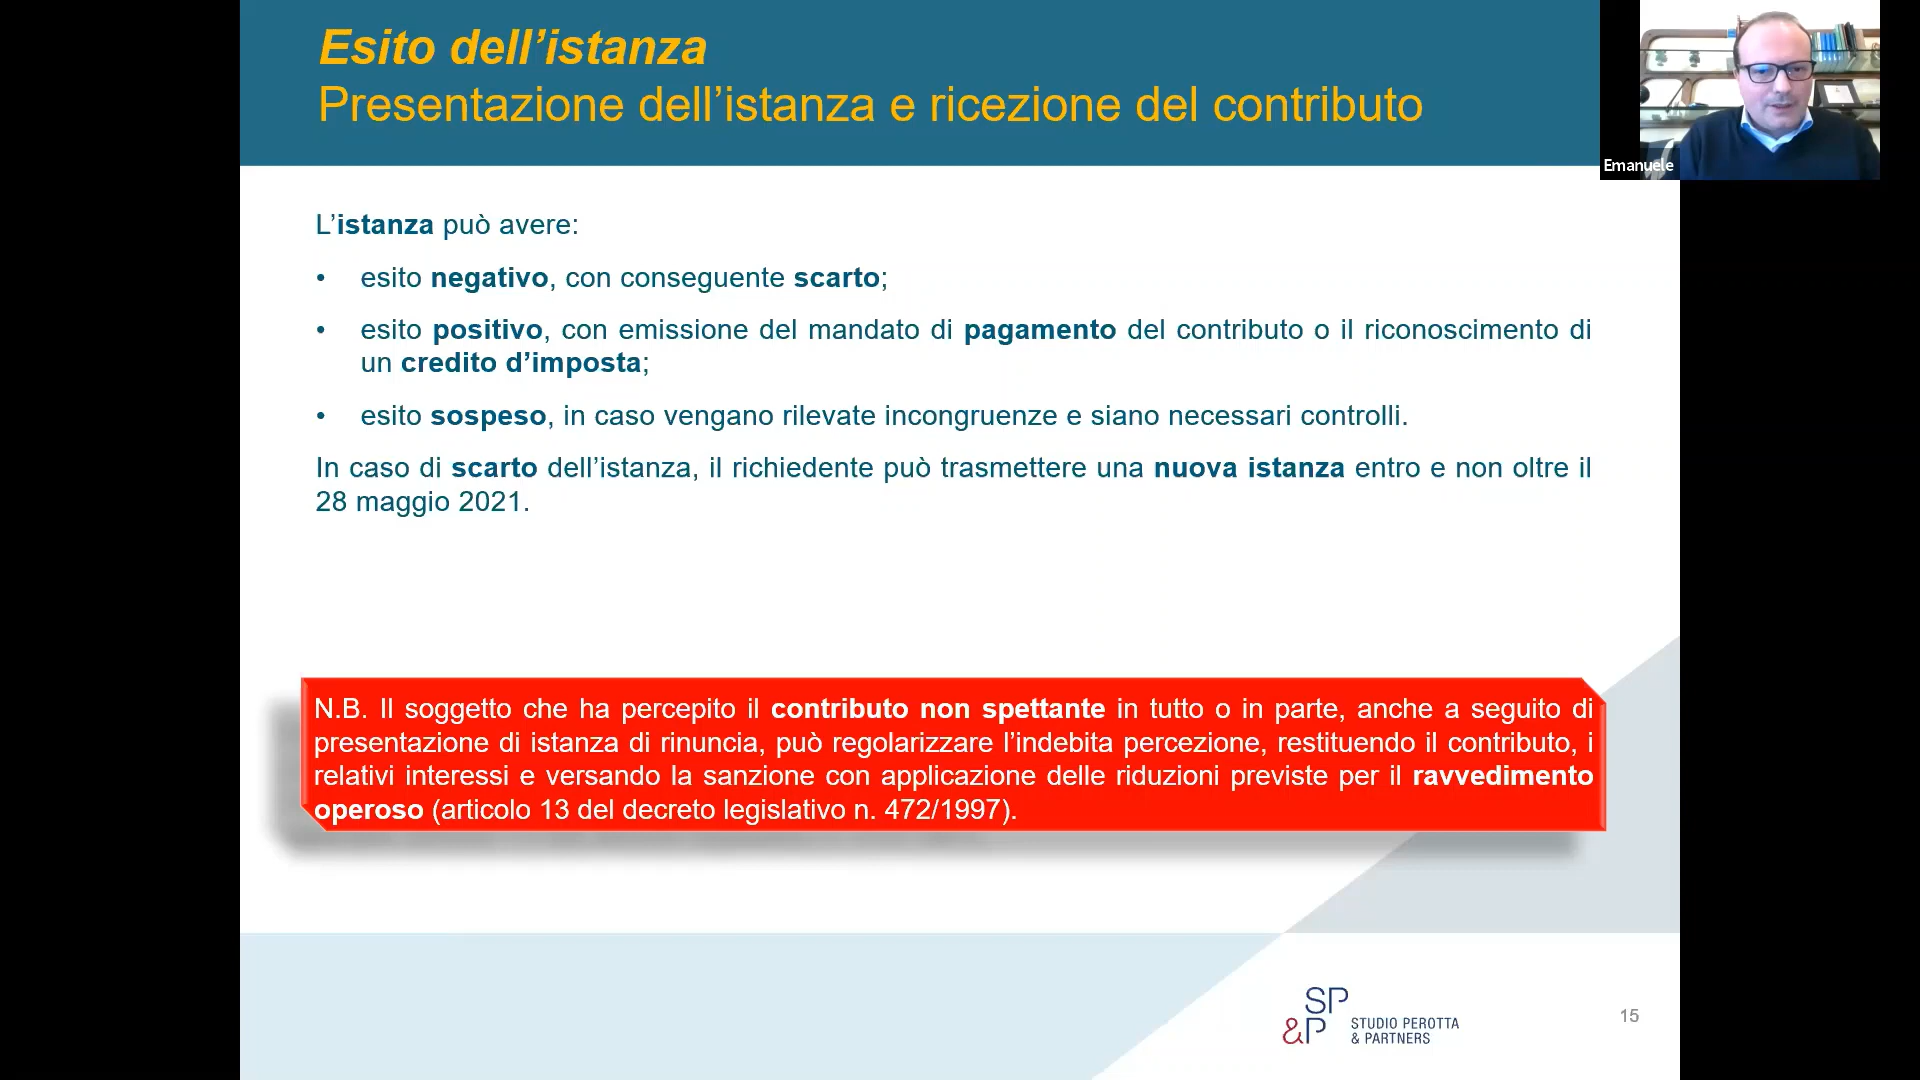 Esito dell’istanza
Presentazione dell’istanza e ricezione del contributo
Emanuele
L’istanza può avere:
• esito negativo, con conseguente scarto;
• esito positivo, con emissione del mandato di pagamento del contributo o il riconoscimento di
un credito d’imposta;
• esito sospeso, in caso vengano rilevate incongruenze e siano necessari controlli.
In caso di scarto dell’istanza, il richiedente può trasmettere una nuova istanza entro e non oltre il
28 maggio 2021.
N.B. Il soggetto che ha percepito il contributo non spettante in tutto o in parte, anche a seguito di
presentazione di istanza di rinuncia, può regolarizzare l’indebita percezione, restituendo il contributo, i
relativi interessi e versando la sanzione con applicazione delle riduzioni previste per il ravvedimento
operoso (articolo 13 del decreto legislativo n. 472/1997).
SP
&P STUDIO PEROTTA
& PARTNERS
15